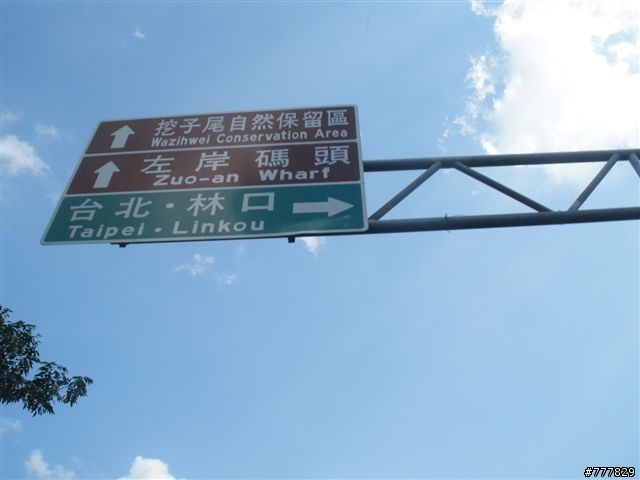 挖子尾自然保留區
Wazihwei Conservation Area
左岸碼頭
Zuo-an Wharf
台北·林口
Taipei·Linkou
#777829